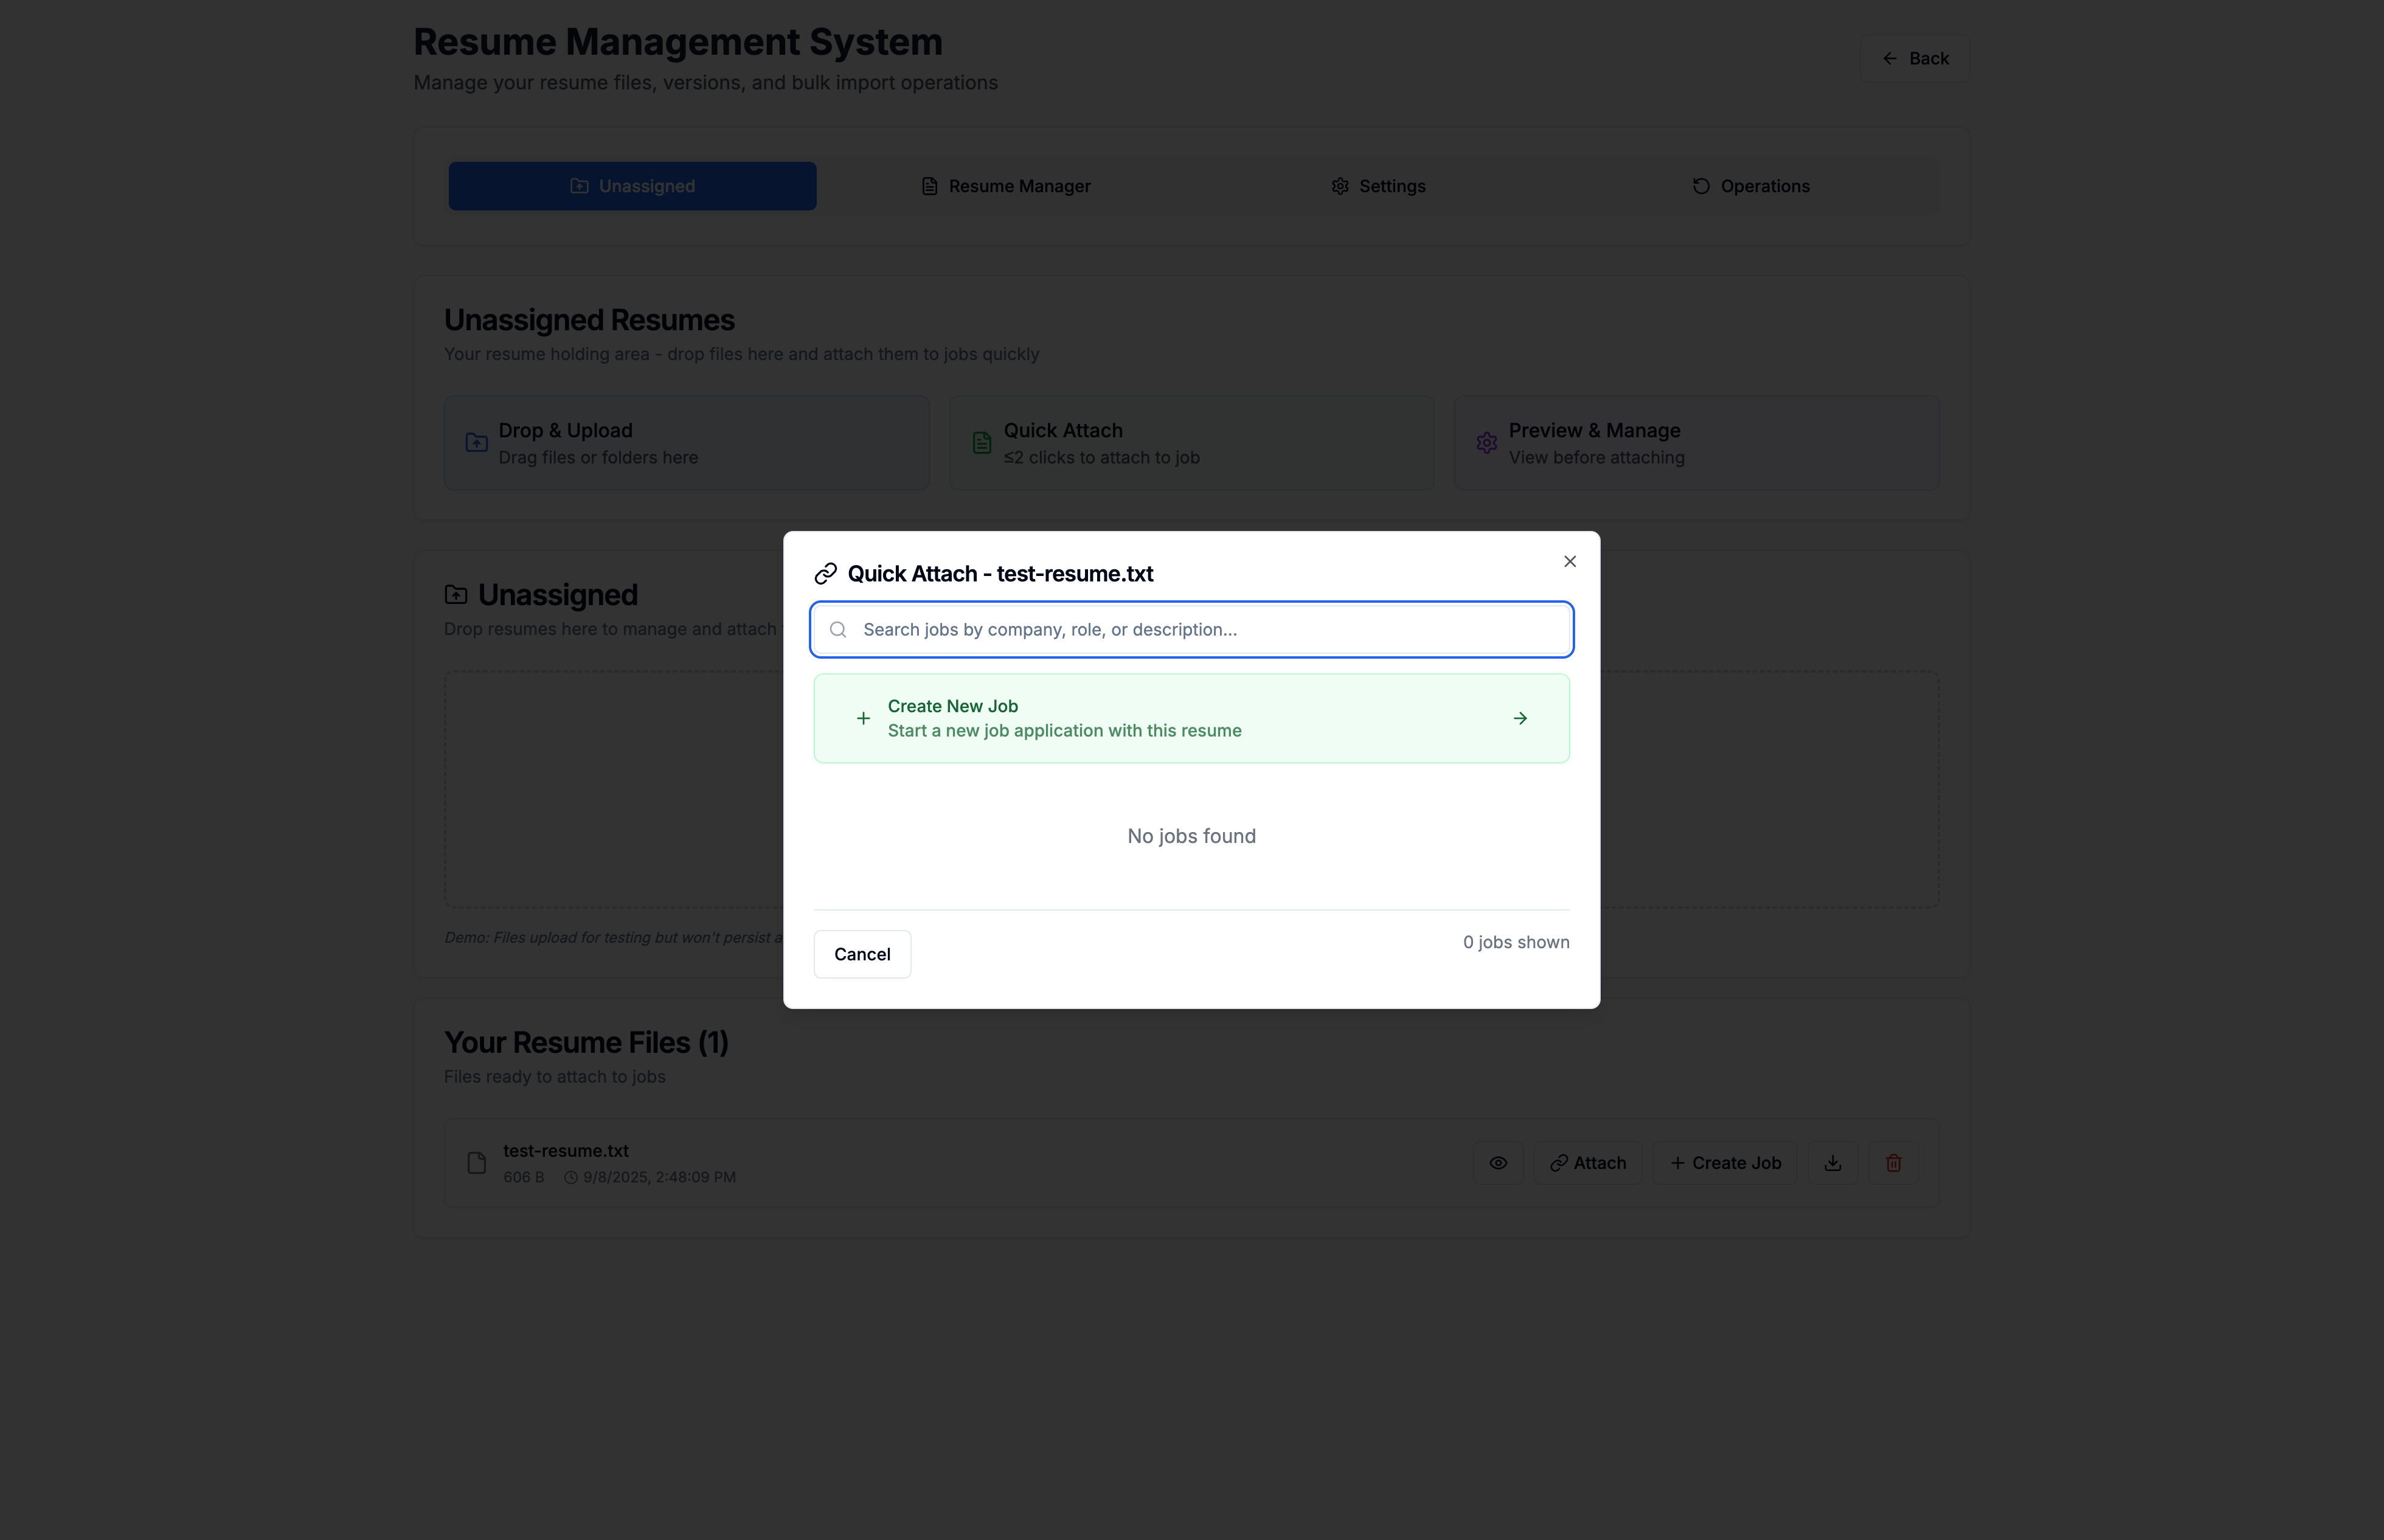 Resume Management System
Manage your resume files, versions, and bulk import operations
Back
Unassigned
Resume Manager
Settings
Operations
Unassigned Resumes
Your resume holding area - drop files here and attach them to jobs quickly
Drop & Upload
Drag files or folders here
Quick Attach
≤2 clicks to attach to job
Preview & Manage
View before attaching
Unassigned
Drop resumes here to manage and attach
Quick Attach - test-resume.txt
Search jobs by company, role, or description...
Create New Job
Start a new job application with this resume
No jobs found
Cancel
0 jobs shown
Demo: Files upload for testing but won't persist
Your Resume Files (1)
Files ready to attach to jobs
test-resume.txt
606 B 9/8/2025, 2:48:09 PM
Attach
Create Job